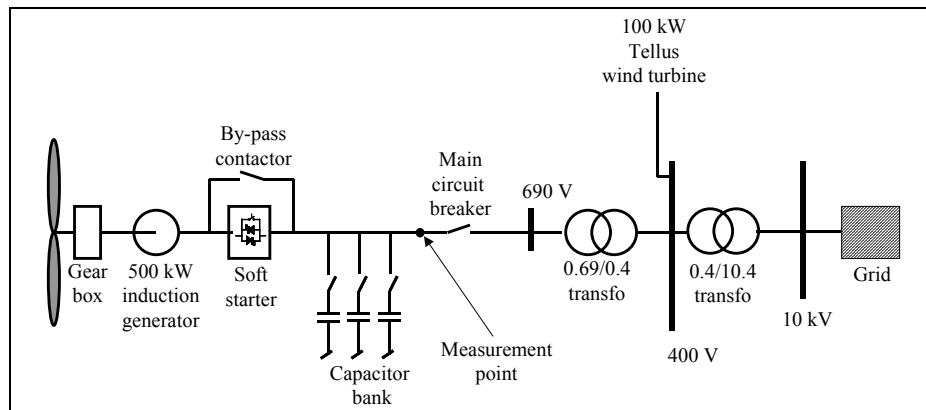 100 kW
Tellus
wind turbine
By-pass
contactor
Main
circuit
breaker
690 V
Gear
box
500 kW
induction
generator
Soft
starter
0.69/0.4
transfo
0.4/10.4
transfo
Grid
10 kV
400 V
Measurement
point
Capacitor
bank